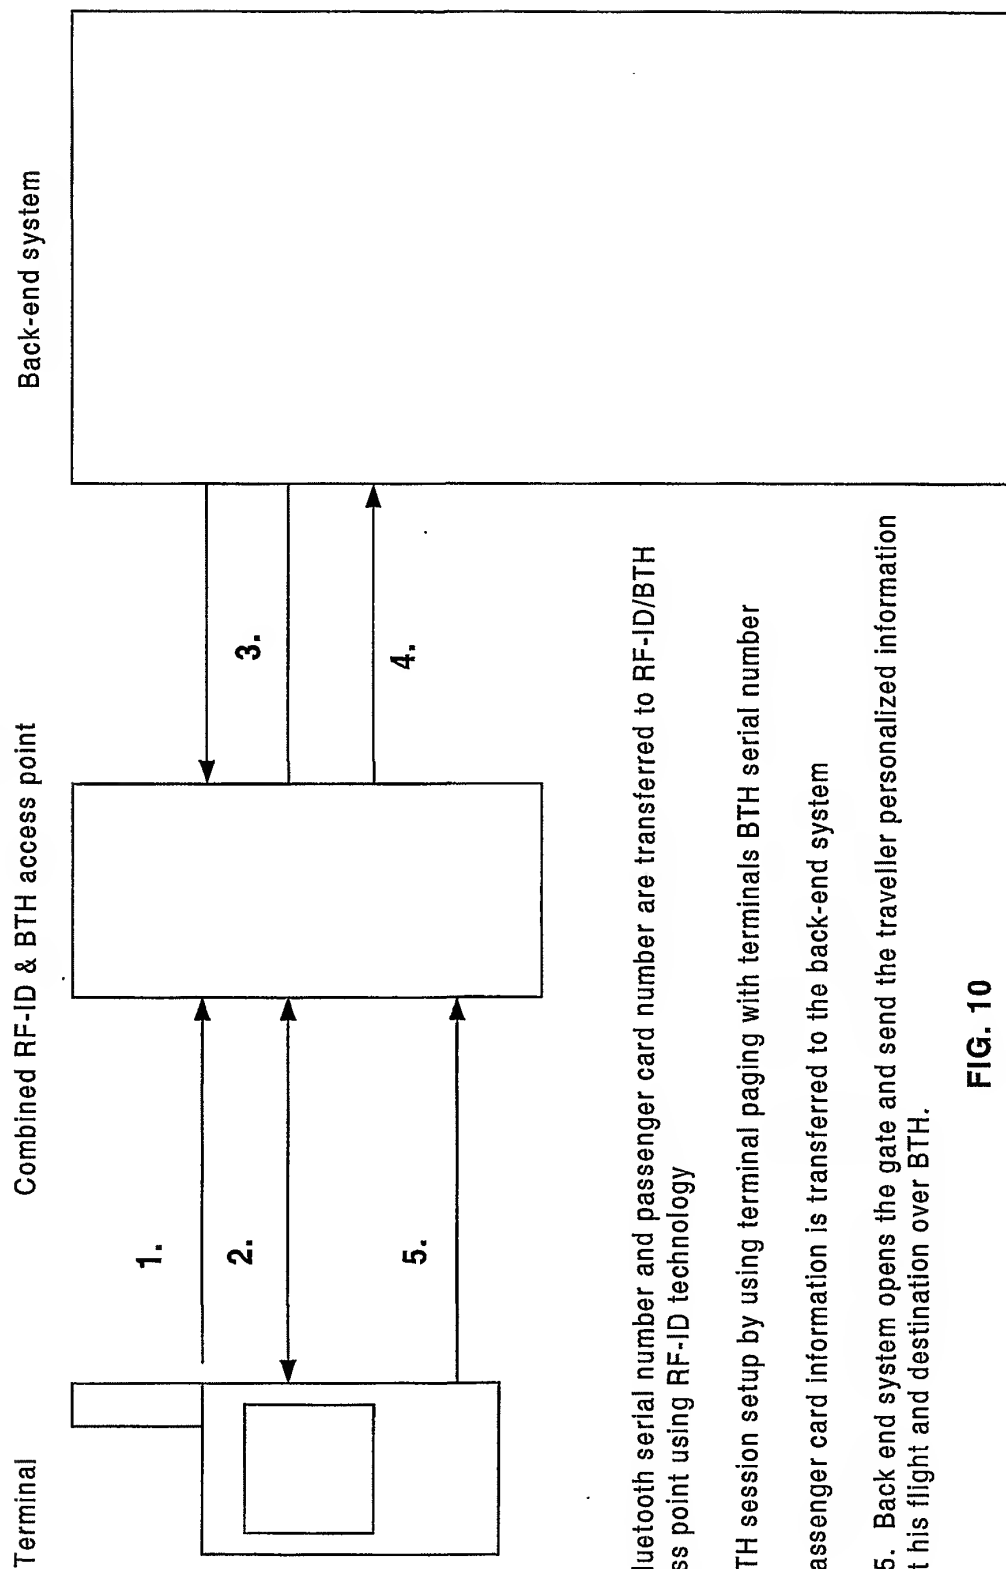 Terminal
Combined RF-ID & BTH access point
Back-end system
1.
2.
5.
3.
4.
luetooth serial number and passenger card number are transferred to RF-ID/BTH
ss point using RF-ID technology
TH session setup by using terminal paging with terminals BTH serial number
assenger card information is transferred to the back-end system
5. Back end system opens the gate and send the traveller personalized information
t his flight and destination over BTH.
FIG. 10